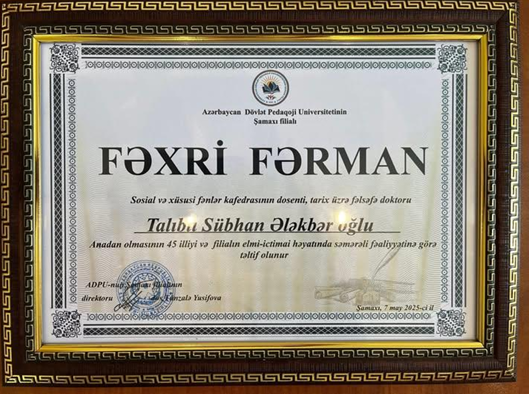 Azərbaycan Dövlət Pedaqoji Universitetinin
Şamaxı filialı
FƏXRİ FƏRMAN
Sosial və xüsusi fənlər kafedrasının dosenti, tarix üzrə fəlsəfə doktoru
Talıblı Sübhan Ələkbər oğlu
Anadan olmasının 45 illiyi və filialın elmi-ictimai həyatında səmərəli fəaliyyətinə görə
təltif olunur
ADPU-nun Şamaxı filialının
direktoru Tünzalə Yusifova
Şamaxı, 7 may 2025-ci il